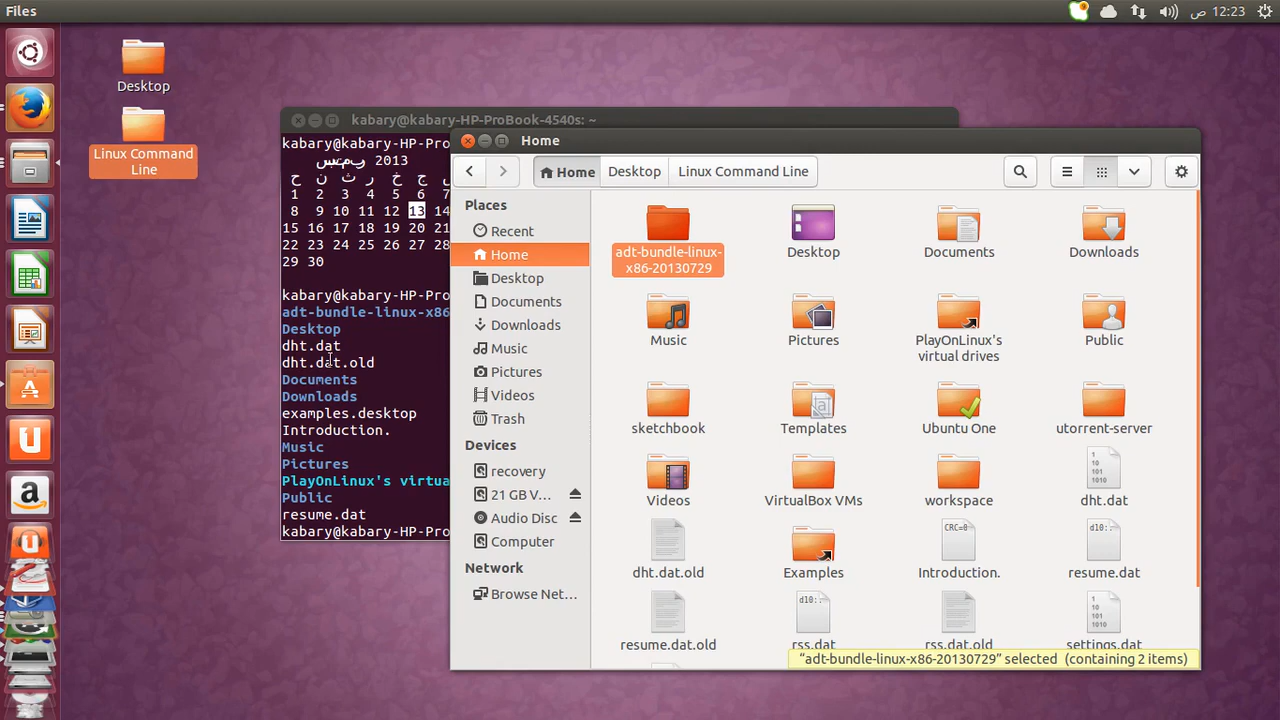 Files
ص 12:23
Desktop
Linux Command
Line
kabary@kabary-HP-ProBook-4540s: ~
kabary@kabary-HP-Pro
2013
ح ن ث ر خ ج
1 2 3 4 5 6 7
8 9 10 11 12 13 14
15 16 17 18 19 20 21
22 23 24 25 26 27 28
29 30
kabary@kabary-HP-Pro
adt-bundle-linux-x86
Desktop
dht.dat
dht.dat.old
Documents
Downloads
examples.desktop
Introduction.
Music
Pictures
PlayOnLinux's virtua
Public
resume.dat
kabary@kabary-HP-Pro
Home
Home
Desktop
Linux Command Line
Places
Recent
Home
Desktop
Documents
Downloads
Music
Pictures
Videos
Trash
Devices
recovery
21 GB V...
Audio Disc
Computer
Network
Browse Net...
adt-bundle-linux-
x86-20130729
Desktop
Documents
Downloads
Music
Pictures
PlayOnLinux's
virtual drives
Public
sketchbook
Templates
Ubuntu One
utorrent-server
Videos
VirtualBox VMs
workspace
dht.dat
dht.dat.old
Examples
Introduction.
resume.dat
resume.dat.old
rss.dat
rss.dat.old
settings.dat
"adt-bundle-linux-x86-20130729" selected (containing 2 items)